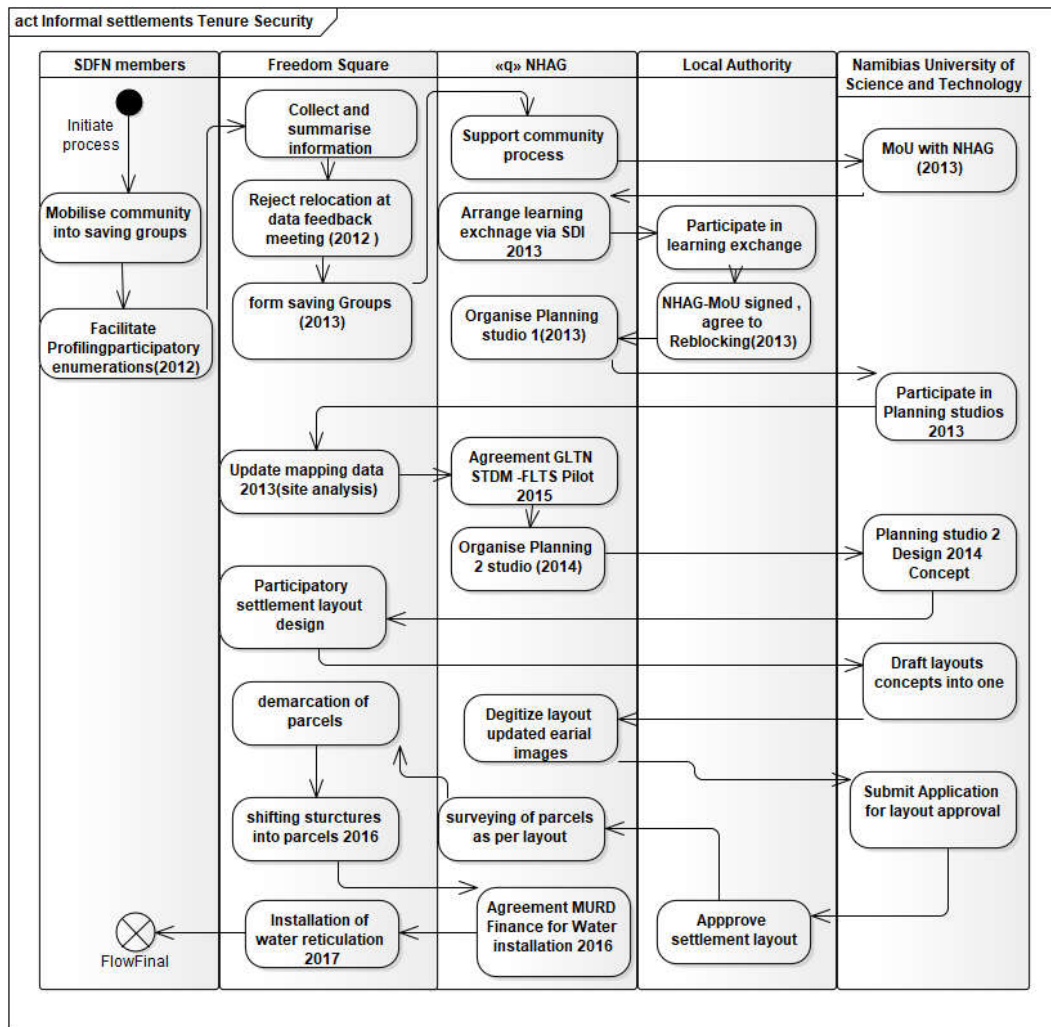 act Informal settlements Tenure Security
SDFN members
Freedom Square
«q» NHAG
Local Authority
Namibias University of
Science and Technology
Initiate
process
Mobilise community
into saving groups
Facilitate
Profilingparticipatory
enumerations(2012)
Collect and
summarise
information
Reject relocation at
data feedback
meeting (2012 )
form saving Groups
(2013)
Support community
process
MoU with NHAG
(2013)
Arrange learning
exchnage via SDI
2013
Participate in
learning exchange
NHAG-MoU signed ,
agree to
Reblocking(2013)
Organise Planning
studio 1(2013)
Participate in
Planning studios
2013
Update mapping data
2013(site analysis)
Agreement GLTN
STDM -FLTS Pilot
2015
Organise Planning
2 studio (2014)
Planning studio 2
Design 2014
Concept
Participatory
settlement layout
design
Draft layouts
concepts into one
Degitize layout
updated earial
images
Submit Application
for layout approval
Appprove
settlement layout
surveying of parcels
as per layout
demarcation of
parcels
shifting sturctures
into parcels 2016
Agreement MURD
Finance for Water
installation 2016
Installation of
water reticulation
2017
FlowFinal